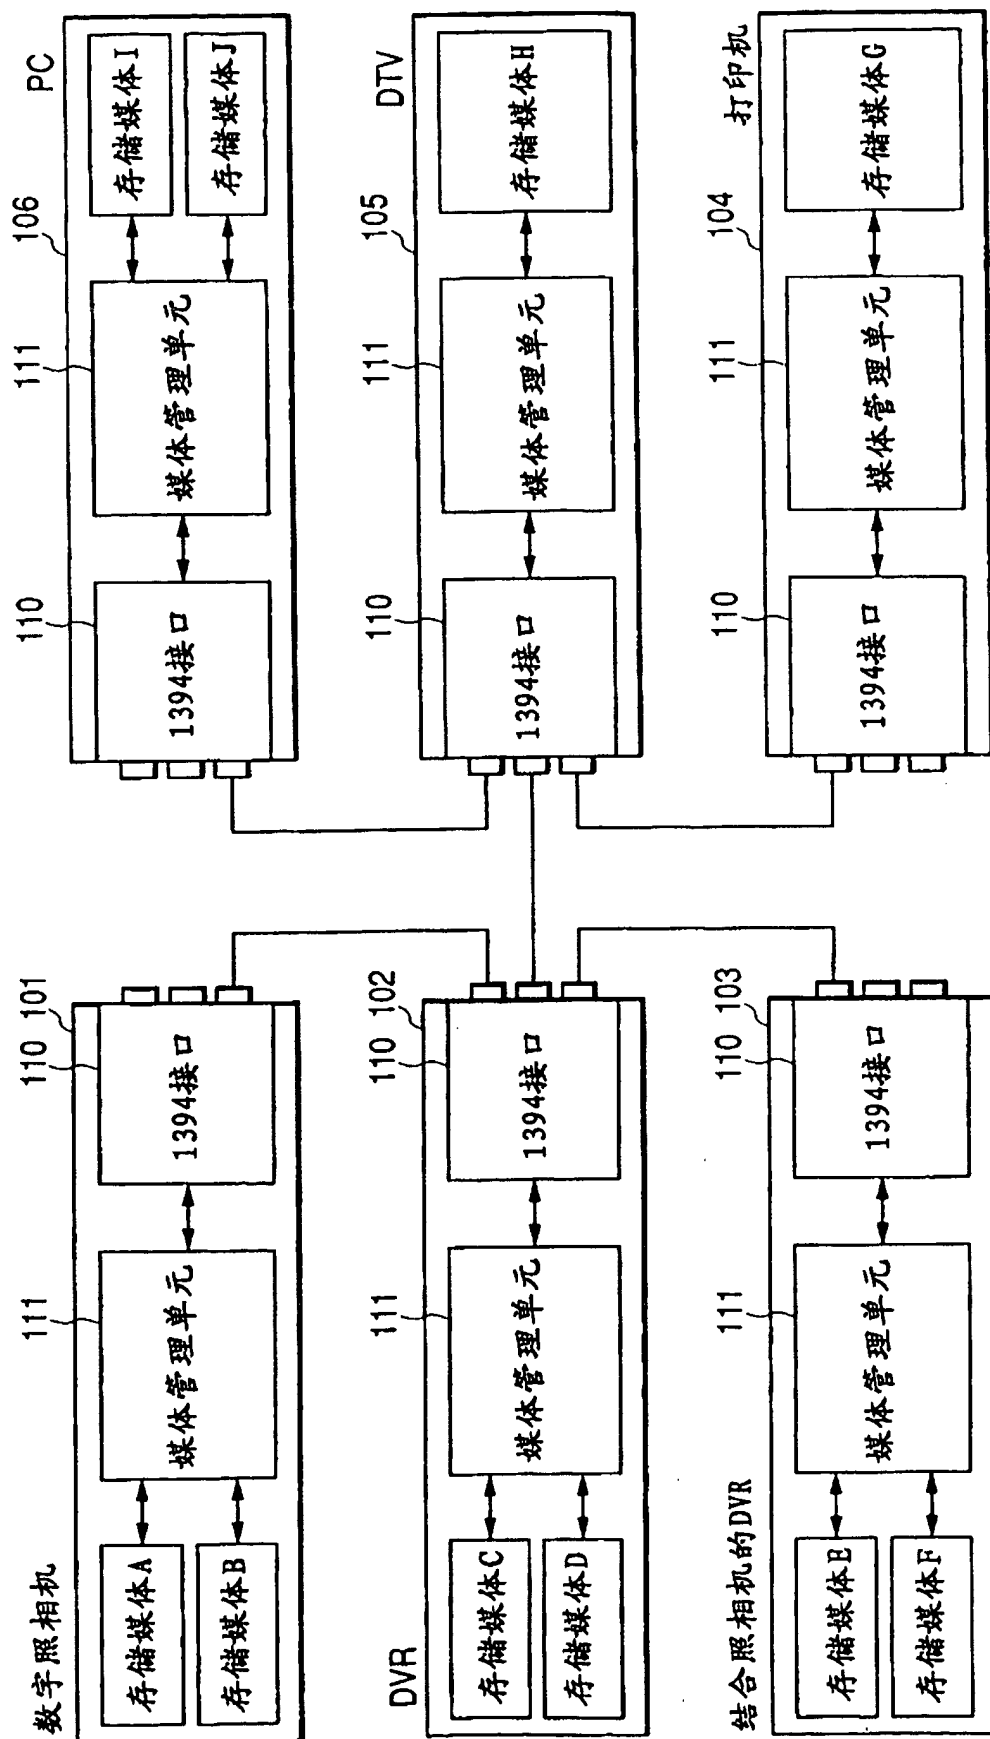 数字照相机
101
110
111
存储媒体A
存储媒体B
媒体管理单元
1394接口
DVR
102
110
111
存储媒体C
存储媒体D
媒体管理单元
1394接口
结合照相机的DVR
103
110
111
存储媒体E
存储媒体F
媒体管理单元
1394接口
PC
106
111
110
1394接口
媒体管理单元
存储媒体I
存储媒体J
DTV
105
111
110
1394接口
媒体管理单元
存储媒体H
打印机
104
111
110
1394接口
媒体管理单元
存储媒体G